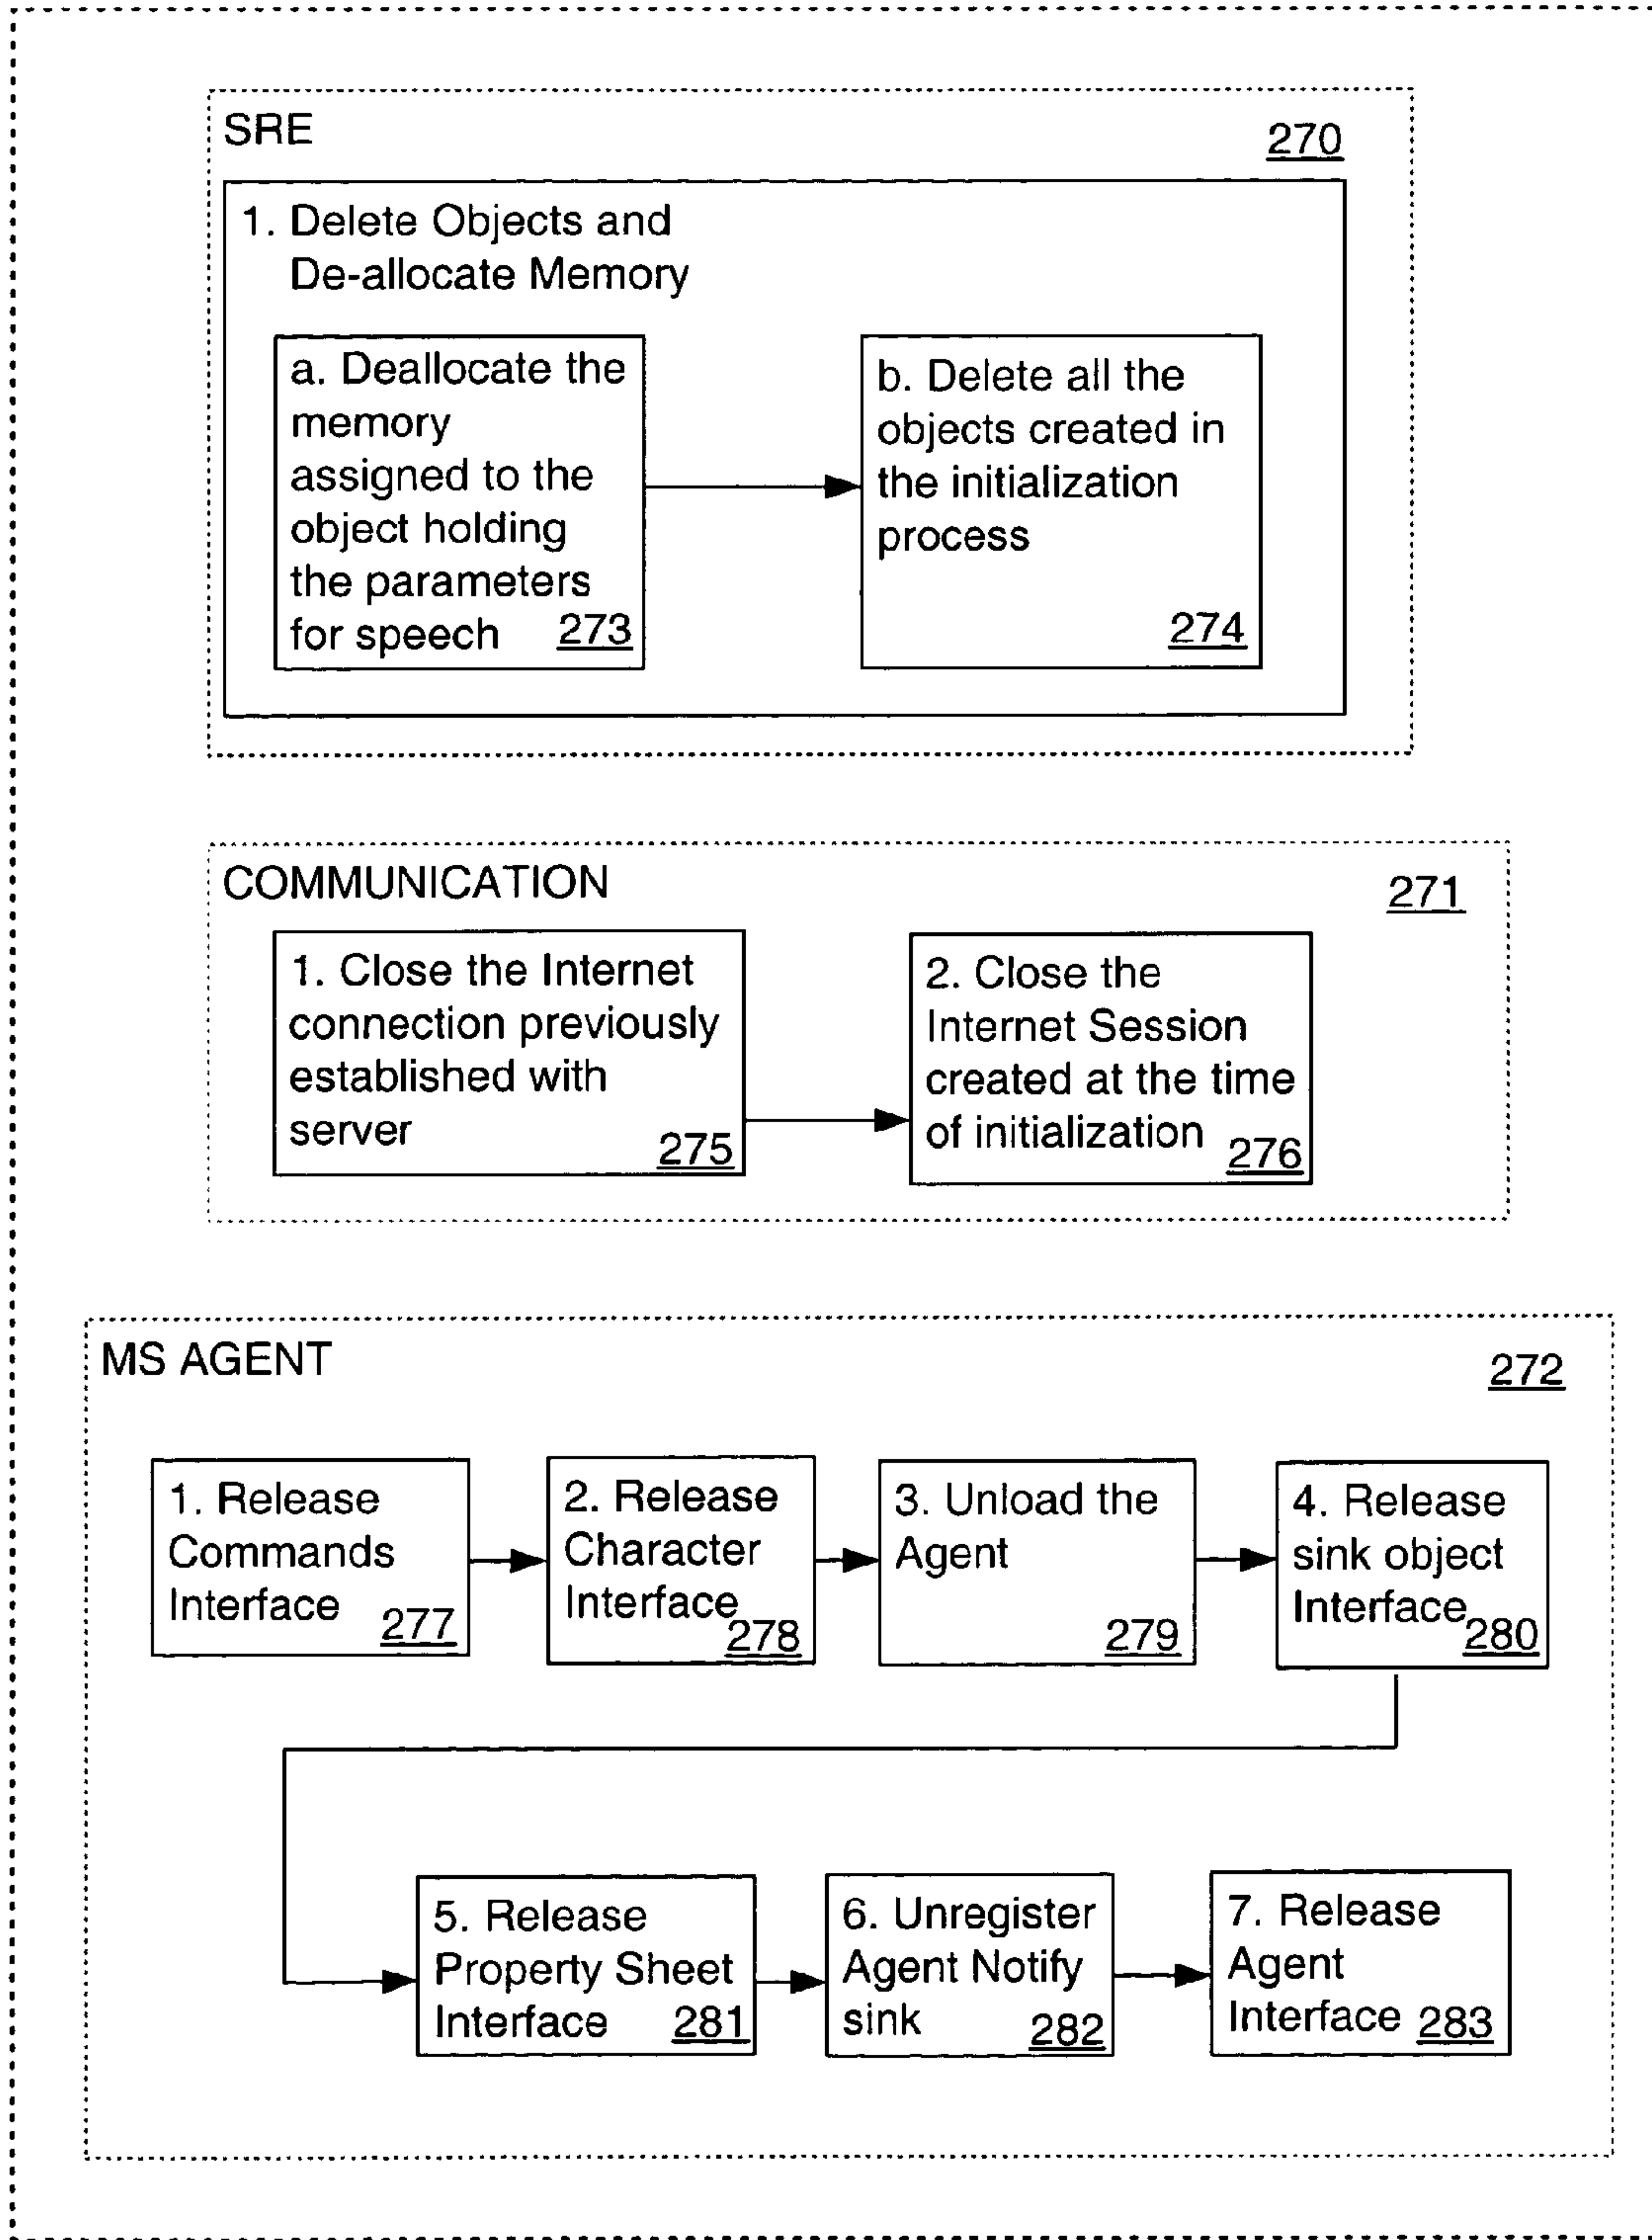 SRE
270
1. Delete Objects and
De-allocate Memory
a. Deallocate the
memory
assigned to the
object holding
the parameters
for speech 273
b. Delete all the
objects created in
the initialization
process
274
COMMUNICATION
271
1. Close the Internet
connection previously
established with
server 275
2. Close the
Internet Session
created at the time
of initialization 276
MS AGENT
272
1. Release
Commands
Interface 277
2. Release
Character
Interface 278
3. Unload the
Agent
279
4. Release
sink object
Interface 280
5. Release
Property Sheet
Interface 281
6. Unregister
Agent Notify
sink 282
7. Release
Agent
Interface 283